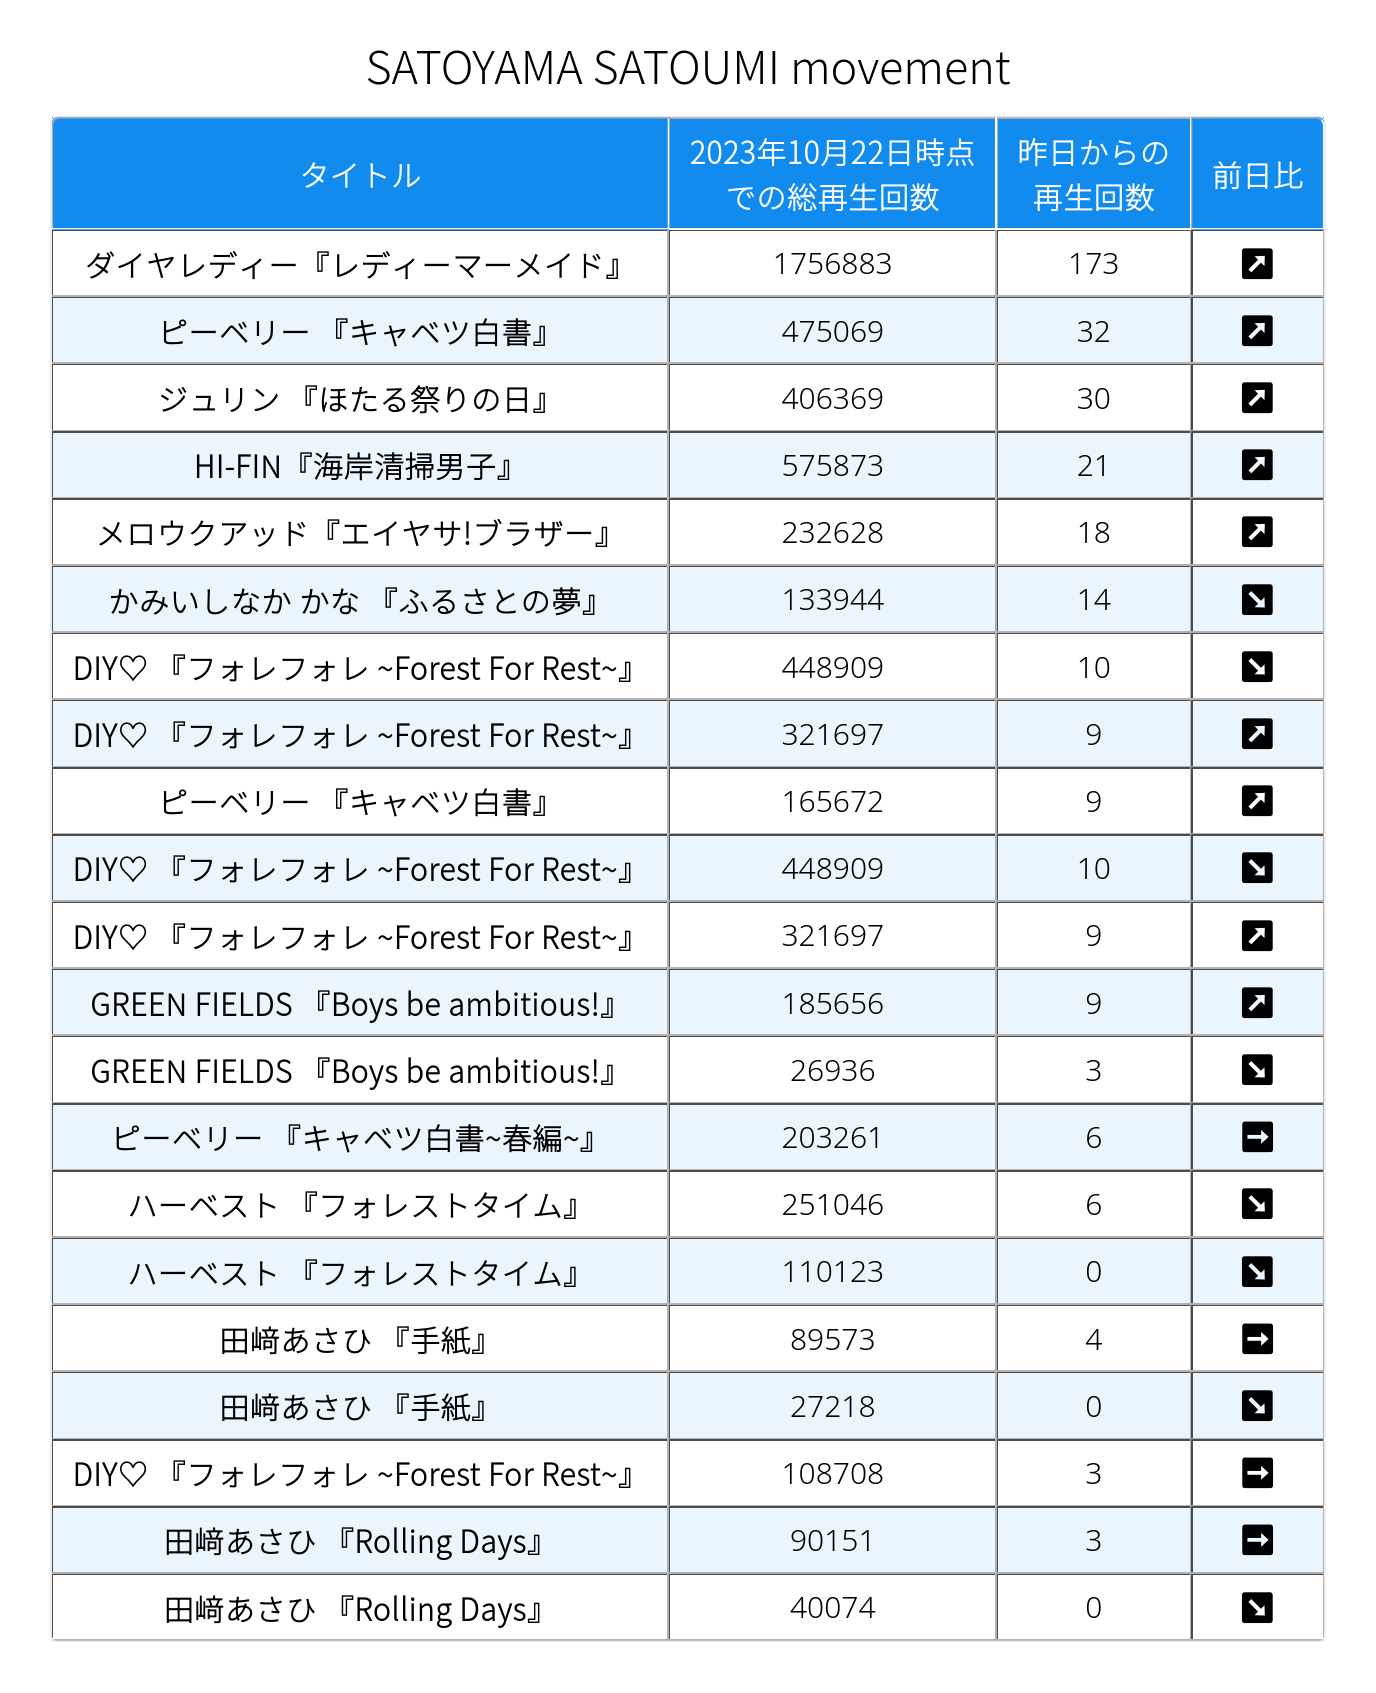 SATOYAMA SATOUMI movement
タイトル 2023年10月22日時点での総再生回数 昨日からの再生回数 前日比
ダイヤレディー『レディーマーメイド』 1756883 173 ↗
ピーベリー 『キャベツ白書』 475069 32 ↗
ジュリン 『ほたる祭りの日』 406369 30 ↗
HI-FIN『海岸清掃男子』 575873 21 ↗
メロウクアッド『エイヤサ!ブラザー』 232628 18 ↗
かみいしなか かな 『ふるさとの夢』 133944 14 ↘
DIY♡ 『フォレフォレ ~Forest For Rest~』 448909 10 ↘
DIY♡ 『フォレフォレ ~Forest For Rest~』 321697 9 ↗
ピーベリー 『キャベツ白書』 165672 9 ↗
DIY♡ 『フォレフォレ ~Forest For Rest~』 448909 10 ↘
DIY♡ 『フォレフォレ ~Forest For Rest~』 321697 9 ↗
GREEN FIELDS 『Boys be ambitious!』 185656 9 ↗
GREEN FIELDS 『Boys be ambitious!』 26936 3 ↘
ピーベリー 『キャベツ白書~春編~』 203261 6 →
ハーベスト 『フォレストタイム』 251046 6 ↘
ハーベスト 『フォレストタイム』 110123 0 ↘
田﨑あさひ 『手紙』 89573 4 →
田﨑あさひ 『手紙』 27218 0 ↘
DIY♡ 『フォレフォレ ~Forest For Rest~』 108708 3 →
田﨑あさひ 『Rolling Days』 90151 3 →
田﨑あさひ 『Rolling Days』 40074 0 ↘